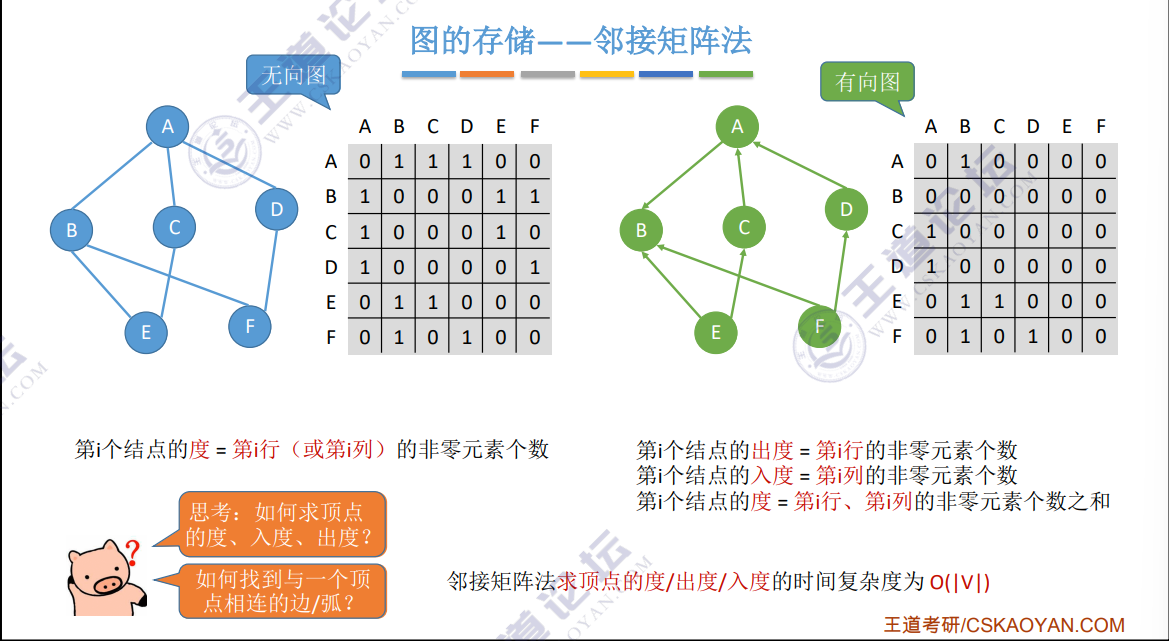 图的存储——邻接矩阵法
无向图
A
B
C
D
E
F
A B C D E F
A 0 1 1 1 0 0
B 1 0 0 0 1 1
C 1 0 0 0 1 0
D 1 0 0 0 0 1
E 0 1 1 0 0 0
F 0 1 0 1 0 0
第i个结点的度 = 第i行（或第i列）的非零元素个数
有向图
A
B
C
D
E
F
A B C D E F
A 0 1 0 0 0 0
B 0 0 0 0 0 0
C 1 0 0 0 0 0
D 1 0 0 0 0 0
E 0 1 1 0 0 0
F 0 1 0 1 0 0
第i个结点的出度 = 第i行的非零元素个数
第i个结点的入度 = 第i列的非零元素个数
第i个结点的度 = 第i行、第i列的非零元素个数之和
思考：如何求顶点
的度、入度、出度？
如何找到与一个顶
点相连的边/弧？
?
邻接矩阵法求顶点的度/出度/入度的时间复杂度为 O(|V|)
王道考研/CSKAOYAN.COM
王道论坛
WWW.CSKAOYAN.COM